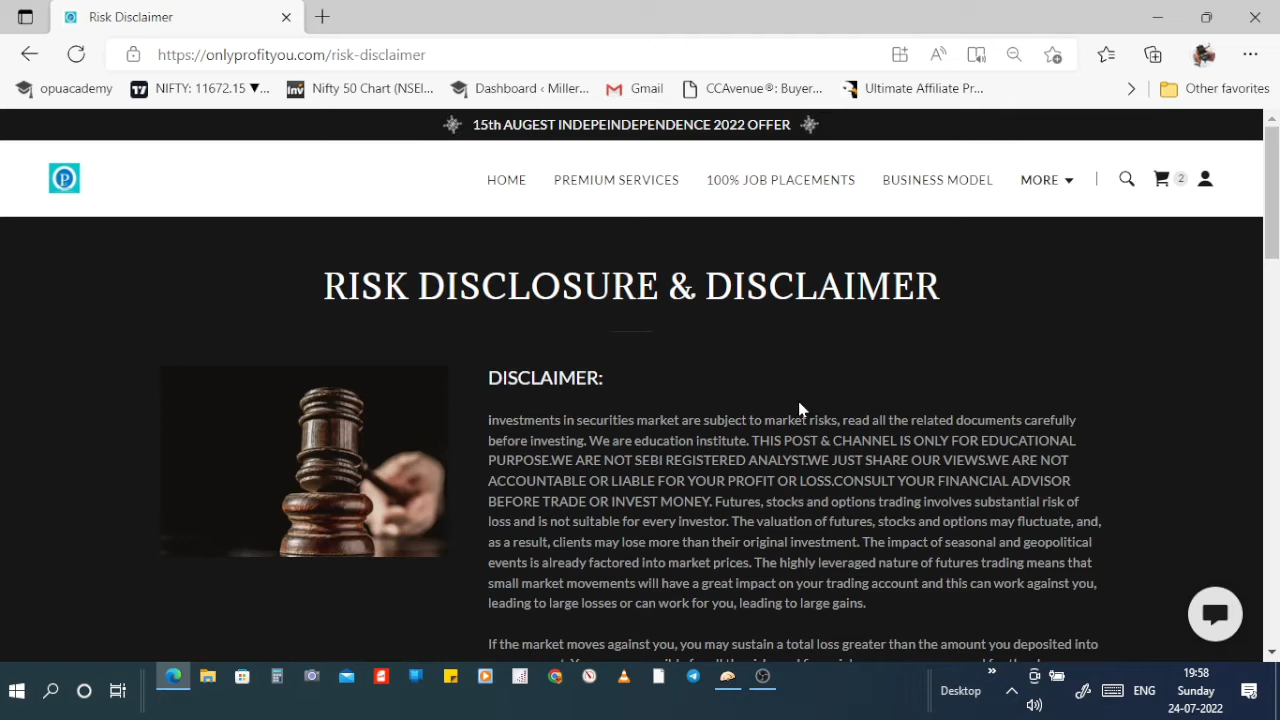 Risk Disclaimer
https://onlyprofityou.com/risk-disclaimer
opuacademy
NIFTY: 11672.15 ▼...
Nifty 50 Chart (NSEI...
Dashboard ‹ Miller...
Gmail
CCAvenue®: Buyer...
Ultimate Affiliate Pr...
Other favorites
15th AUGEST INDEPEINDEPENDENCE 2022 OFFER
HOME
PREMIUM SERVICES
100% JOB PLACEMENTS
BUSINESS MODEL
MORE
2
RISK DISCLOSURE & DISCLAIMER
DISCLAIMER:
investments in securities market are subject to market risks, read all the related documents carefully
before investing. We are education institute. THIS POST & CHANNEL IS ONLY FOR EDUCATIONAL
PURPOSE.WE ARE NOT SEBI REGISTERED ANALYST.WE JUST SHARE OUR VIEWS.WE ARE NOT
ACCOUNTABLE OR LIABLE FOR YOUR PROFIT OR LOSS.CONSULT YOUR FINANCIAL ADVISOR
BEFORE TRADE OR INVEST MONEY. Futures, stocks and options trading involves substantial risk of
loss and is not suitable for every investor. The valuation of futures, stocks and options may fluctuate, and,
as a result, clients may lose more than their original investment. The impact of seasonal and geopolitical
events is already factored into market prices. The highly leveraged nature of futures trading means that
small market movements will have a great impact on your trading account and this can work against you,
leading to large losses or can work for you, leading to large gains.
If the market moves against you, you may sustain a total loss greater than the amount you deposited into
Desktop
ENG
19:58
Sunday
24-07-2022